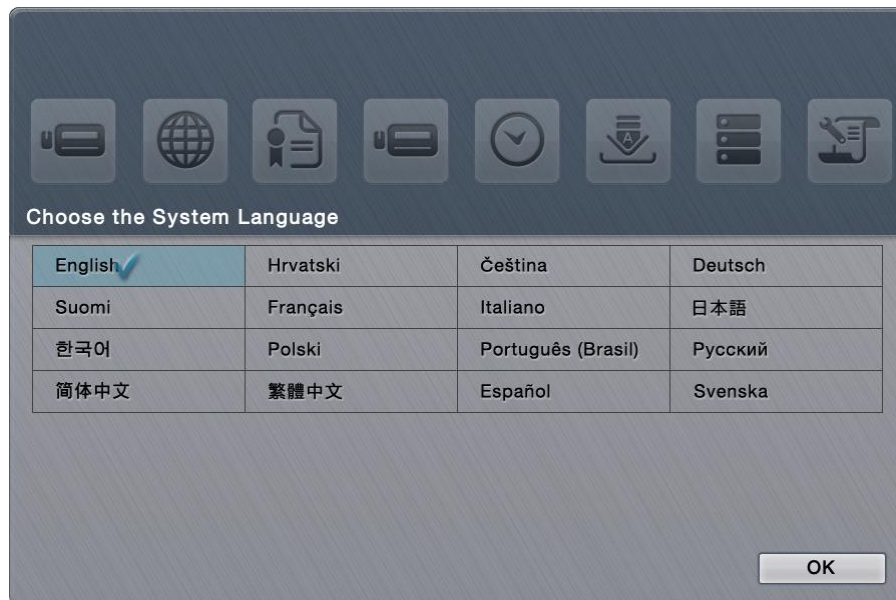 Choose the System Language
English Hrvatski Čeština Deutsch
Suomi Français Italiano 日本語
한국어 Polski Português (Brasil) Русский
简体中文 繁體中文 Español Svenska
OK